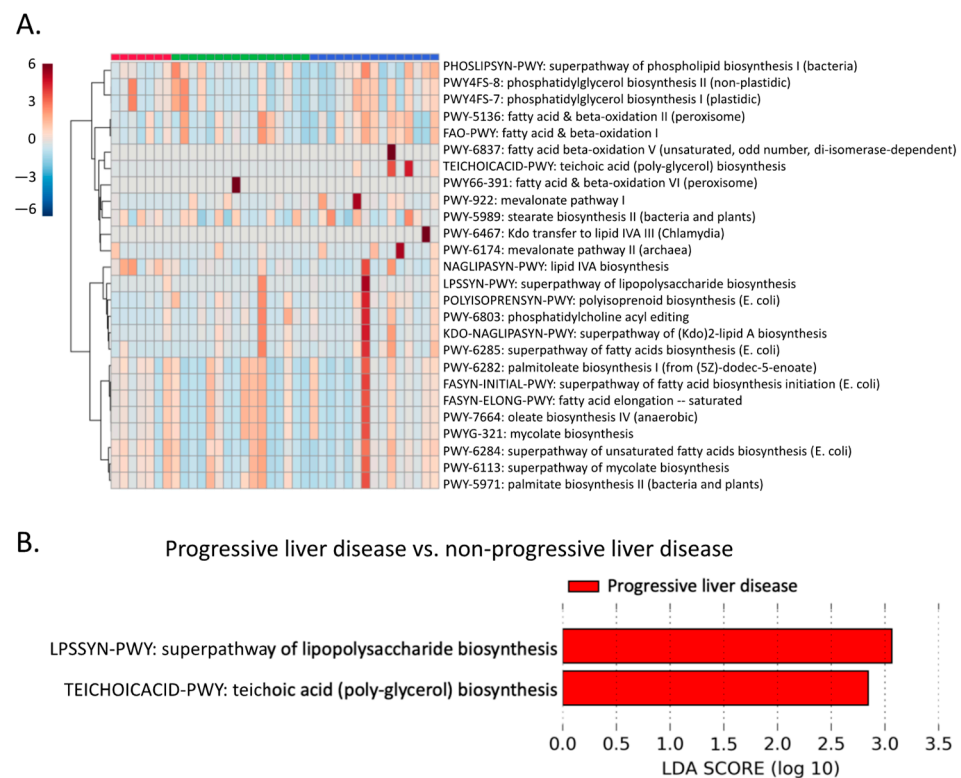 A.
6
3
0
−3
−6
PHOSLIPSYN-PWY: superpathway of phospholipid biosynthesis I (bacteria)
PWY4FS-8: phosphatidylglycerol biosynthesis II (non-plastidic)
PWY4FS-7: phosphatidylglycerol biosynthesis I (plastidic)
PWY-5136: fatty acid & beta-oxidation II (peroxisome)
FAO-PWY: fatty acid & beta-oxidation I
PWY-6837: fatty acid beta-oxidation V (unsaturated, odd number, di-isomerase-dependent)
TEICHOICACID-PWY: teichoic acid (poly-glycerol) biosynthesis
PWY66-391: fatty acid & beta-oxidation VI (peroxisome)
PWY-922: mevalonate pathway I
PWY-5989: stearate biosynthesis II (bacteria and plants)
PWY-6467: Kdo transfer to lipid IVA III (Chlamydia)
PWY-6174: mevalonate pathway II (archaea)
NAGLIPASYN-PWY: lipid IVA biosynthesis
LPSSYN-PWY: superpathway of lipopolysaccharide biosynthesis
POLYISOPRENSYN-PWY: polyisoprenoid biosynthesis (E. coli)
PWY-6803: phosphatidylcholine acyl editing
KDO-NAGLIPASYN-PWY: superpathway of (Kdo)2-lipid A biosynthesis
PWY-6285: superpathway of fatty acids biosynthesis (E. coli)
PWY-6282: palmitoleate biosynthesis I (from (5Z)-dodec-5-enoate)
FASYN-INITIAL-PWY: superpathway of fatty acid biosynthesis initiation (E. coli)
FASYN-ELONG-PWY: fatty acid elongation -- saturated
PWY-7664: oleate biosynthesis IV (anaerobic)
PWYG-321: mycolate biosynthesis
PWY-6284: superpathway of unsaturated fatty acids biosynthesis (E. coli)
PWY-6113: superpathway of mycolate biosynthesis
PWY-5971: palmitate biosynthesis II (bacteria and plants)
B.
Progressive liver disease vs. non-progressive liver disease
Progressive liver disease
LPSSYN-PWY: superpathway of lipopolysaccharide biosynthesis
TEICHOICACID-PWY: teichoic acid (poly-glycerol) biosynthesis
0.0 0.5 1.0 1.5 2.0 2.5 3.0 3.5
LDA SCORE (log 10)